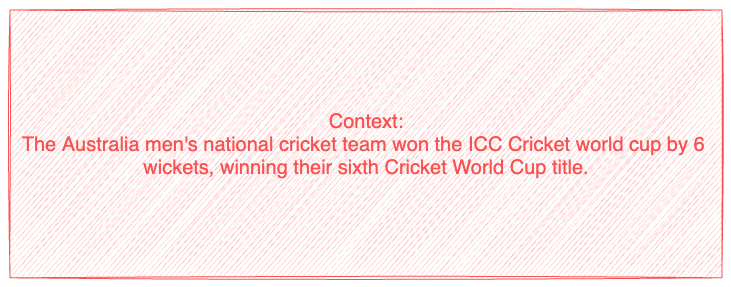 Context:
The Australia men's national cricket team won the ICC Cricket world cup by 6
wickets, winning their sixth Cricket World Cup title.